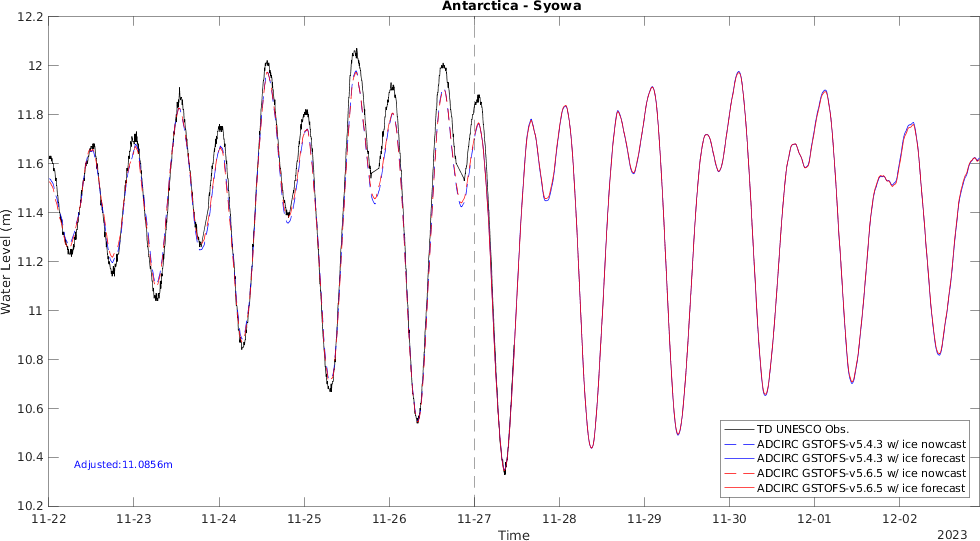 Antarctica - Syowa
12.2
12
11.8
11.6
11.4
11.2
11
10.8
10.6
10.4
10.2
Water Level (m)
Adjusted:11.0856m
TD UNESCO Obs.
ADCIRC GSTOFS-v5.4.3 w/ ice nowcast
ADCIRC GSTOFS-v5.4.3 w/ ice forecast
ADCIRC GSTOFS-v5.6.5 w/ ice nowcast
ADCIRC GSTOFS-v5.6.5 w/ ice forecast
11-22 11-23 11-24 11-25 11-26 11-27 11-28 11-29 11-30 12-01 12-02
Time
2023